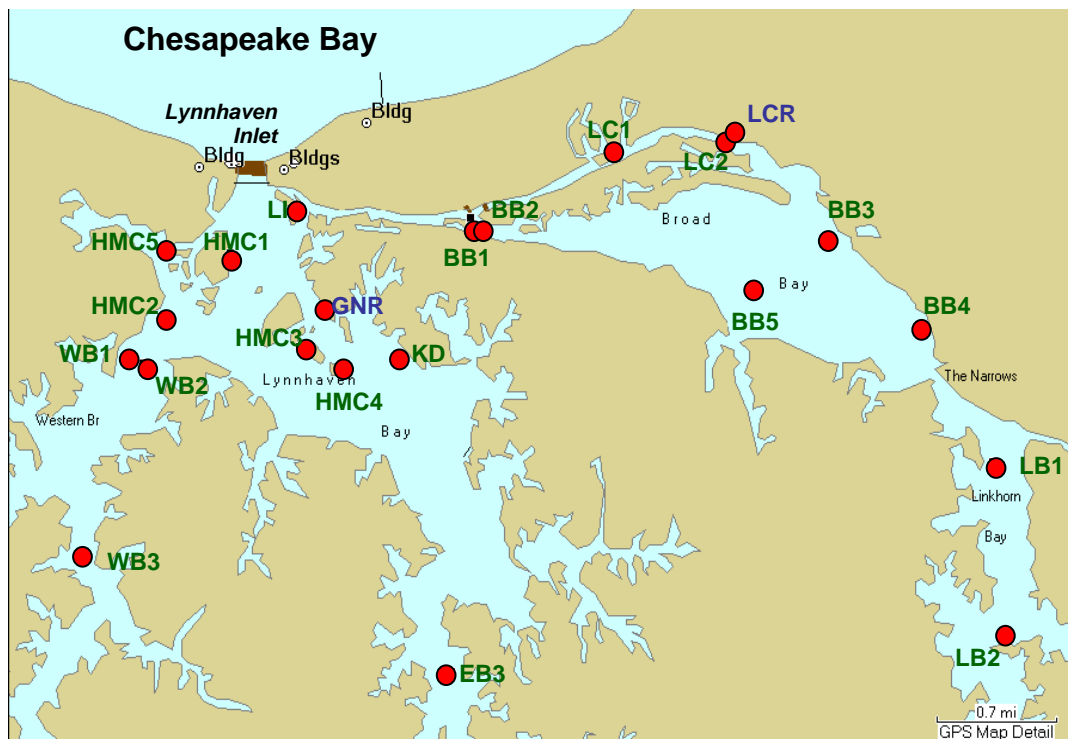 Chesapeake Bay
Lynnhaven
Inlet
Bldg
Bldg
Bldgs
LCR
LC1
LC2
LI
BB2
BB1
BB3
Broad
Bay
HMC5
HMC1
HMC2
GNR
BB5
BB4
HMC3
KD
WB1
WB2
Lynnhaven
HMC4
The Narrows
Western Br
Bay
LB1
Linkhorn
Bay
WB3
LB2
EB3
0.7 mi
GPS Map Detail